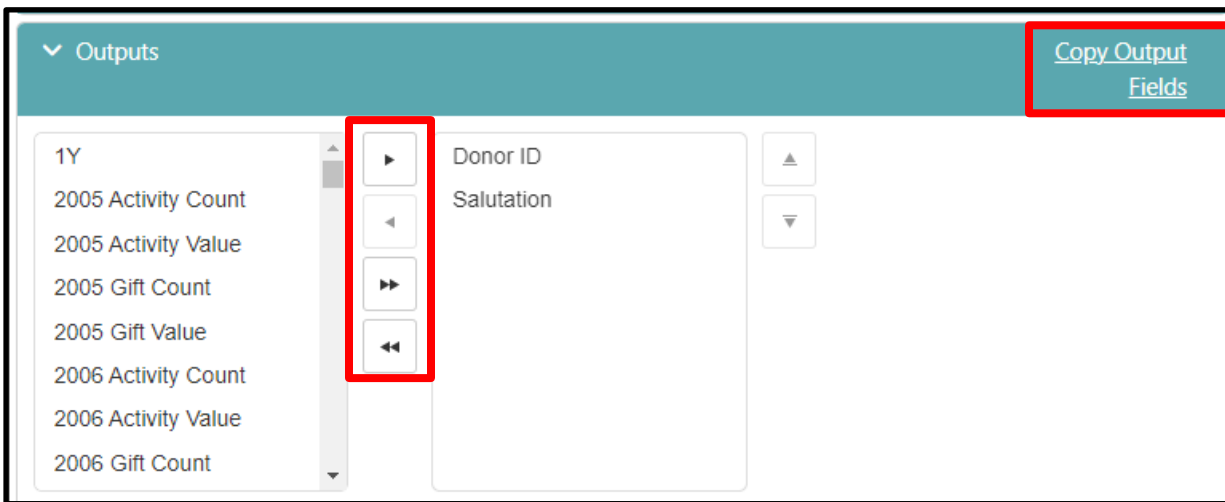 Outputs
Copy Output
Fields
1Y
2005 Activity Count
2005 Activity Value
2005 Gift Count
2005 Gift Value
2006 Activity Count
2006 Activity Value
2006 Gift Count
Donor ID
Salutation